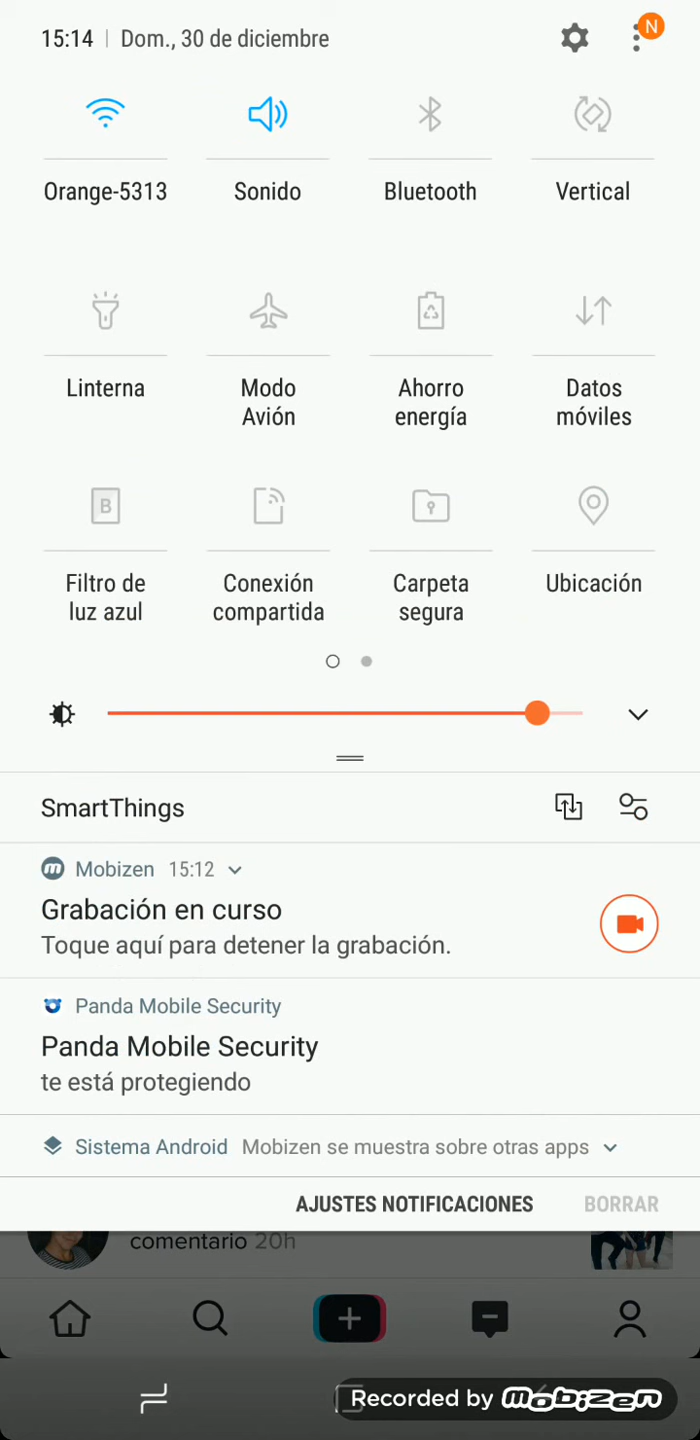 15:14 | Dom., 30 de diciembre
N
Orange-5313 Sonido Bluetooth Vertical
Linterna Modo Avión Ahorro energía Datos móviles
B
Filtro de luz azul Conexión compartida Carpeta segura Ubicación
SmartThings
m Mobizen 15:12
Grabación en curso
Toque aquí para detener la grabación.
Panda Mobile Security
Panda Mobile Security
te está protegiendo
Sistema Android Mobizen se muestra sobre otras apps
AJUSTES NOTIFICACIONES BORRAR
comentario 20h
Recorded by mobizen